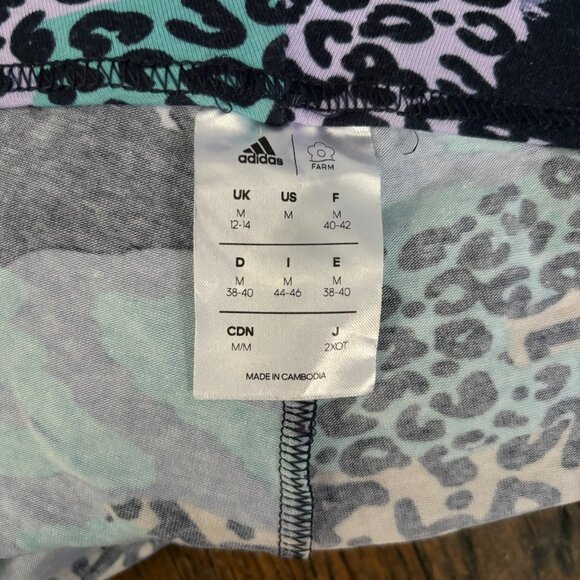 adidas
FARM
UK US F
M M M
12-14 40-42
D I E
M M M
38-40 44-46 38-40
CDN J
M/M 2XOT
MADE IN CAMBODIA